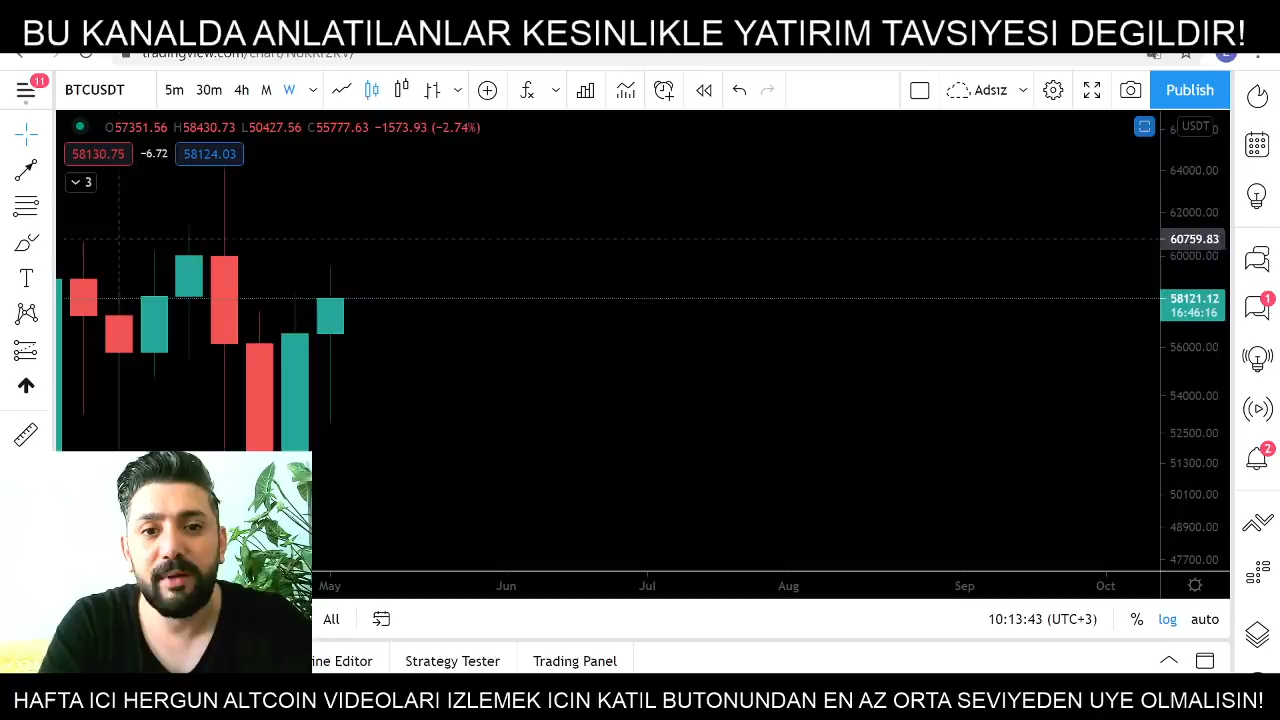 BU KANALDA ANLATILANLAR KESINLIKLE YATIRIM TAVSIYESI DEGILDIR!
11
BTCUSDT 5m 30m 4h M W Adsız Publish
O57351.56 H58430.73 L50427.56 C55777.63 −1573.93 (−2.74%)
USDT
58130.75 −6.72 58124.03
3
64000.00
62000.00
60759.83
60000.00
58121.12
16:46:16
56000.00
54000.00
52500.00
51300.00
50100.00
48900.00
47700.00
1
2
May Jun Jul Aug Sep Oct
All 10:13:43 (UTC+3) % log auto
ine Editor Strategy Tester Trading Panel
HAFTA ICI HERGUN ALTCOIN VIDEOLARI IZLEMEK ICIN KATIL BUTONUNDAN EN AZ ORTA SEVIYEDEN UYE OLMALISIN!